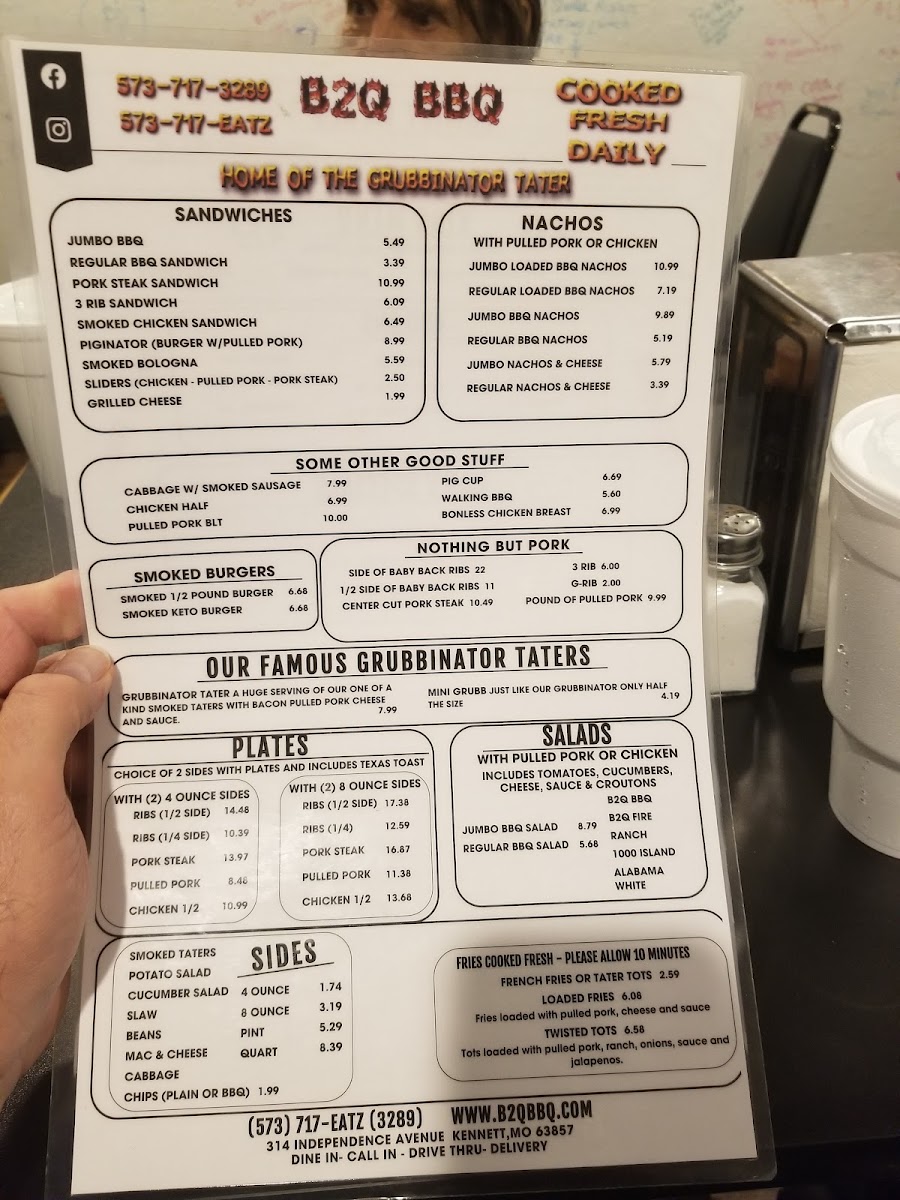 573-717-3289
573-717-EATZ
B2Q BBQ
COOKED
FRESH
DAILY
HOME OF THE GRUBBINATOR TATER
SANDWICHES
JUMBO BBQ 5.49
REGULAR BBQ SANDWICH 3.39
PORK STEAK SANDWICH 10.99
3 RIB SANDWICH 6.09
SMOKED CHICKEN SANDWICH 6.49
PIGINATOR (BURGER W/PULLED PORK) 8.99
SMOKED BOLOGNA 5.59
SLIDERS (CHICKEN - PULLED PORK - PORK STEAK) 2.50
GRILLED CHEESE 1.99
NACHOS
WITH PULLED PORK OR CHICKEN
JUMBO LOADED BBQ NACHOS 10.99
REGULAR LOADED BBQ NACHOS 7.19
JUMBO BBQ NACHOS 9.89
REGULAR BBQ NACHOS 5.19
JUMBO NACHOS & CHEESE 5.79
REGULAR NACHOS & CHEESE 3.39
SOME OTHER GOOD STUFF
CABBAGE W/ SMOKED SAUSAGE 7.99
CHICKEN HALF 6.99
PULLED PORK BLT 10.00
PIG CUP 6.69
WALKING BBQ 5.60
BONLESS CHICKEN BREAST 6.99
SMOKED BURGERS
SMOKED 1/2 POUND BURGER 6.68
SMOKED KETO BURGER 6.68
NOTHING BUT PORK
SIDE OF BABY BACK RIBS 22
1/2 SIDE OF BABY BACK RIBS 11
CENTER CUT PORK STEAK 10.49
3 RIB 6.00
G-RIB 2.00
POUND OF PULLED PORK 9.99
OUR FAMOUS GRUBBINATOR TATERS
GRUBBINATOR TATER A HUGE SERVING OF OUR ONE OF A
KIND SMOKED TATERS WITH BACON PULLED PORK CHEESE
AND SAUCE. 7.99
MINI GRUBB JUST LIKE OUR GRUBBINATOR ONLY HALF
THE SIZE 4.19
PLATES
CHOICE OF 2 SIDES WITH PLATES AND INCLUDES TEXAS TOAST
WITH (2) 4 OUNCE SIDES
RIBS (1/2 SIDE) 14.48
RIBS (1/4 SIDE) 10.39
PORK STEAK 13.97
PULLED PORK 8.48
CHICKEN 1/2 10.99
WITH (2) 8 OUNCE SIDES
RIBS (1/2 SIDE) 17.38
RIBS (1/4) 12.59
PORK STEAK 16.87
PULLED PORK 11.38
CHICKEN 1/2 13.68
SALADS
WITH PULLED PORK OR CHICKEN
INCLUDES TOMATOES, CUCUMBERS,
CHEESE, SAUCE & CROUTONS
JUMBO BBQ SALAD 8.79
REGULAR BBQ SALAD 5.68
B2Q BBQ
B2Q FIRE
RANCH
1000 ISLAND
ALABAMA
WHITE
SIDES
SMOKED TATERS
POTATO SALAD
CUCUMBER SALAD
SLAW
BEANS
MAC & CHEESE
CABBAGE
CHIPS (PLAIN OR BBQ) 1.99
4 OUNCE 1.74
8 OUNCE 3.19
PINT 5.29
QUART 8.39
FRIES COOKED FRESH - PLEASE ALLOW 10 MINUTES
FRENCH FRIES OR TATER TOTS 2.59
LOADED FRIES 6.08
Fries loaded with pulled pork, cheese and sauce
TWISTED TOTS 6.58
Tots loaded with pulled pork, ranch, onions, sauce and
jalapenos.
(573) 717-EATZ (3289) WWW.B2QBBQ.COM
314 INDEPENDENCE AVENUE KENNETT,MO 63857
DINE IN- CALL IN - DRIVE THRU- DELIVERY